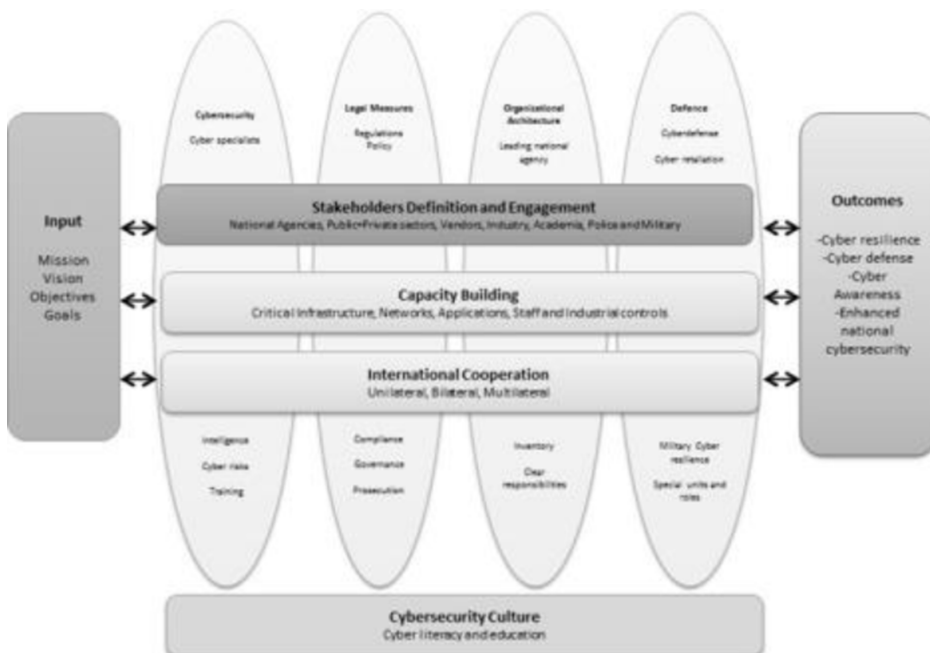 Input
Mission
Vision
Objectives
Goals
Cybersecurity
Cyber specialists
Legal Measures
Regulations
Policy
Organizational
Architecture
Leading national
agency
Defence
Cyberdefense
Cyber retaliation
Stakeholders Definition and Engagement
National Agencies, Public+Private sectors, Vendors, Industry, Academia, Police and Military
Capacity Building
Critical Infrastructure, Networks, Applications, Staff and Industrial controls
International Cooperation
Unilateral, Bilateral, Multilateral
Intelligence
Cyber risks
Training
Compliance
Governance
Prosecution
Inventory
Clear
responsibilities
Military Cyber
resilience
Special units and
roles
Outcomes
-Cyber resilience
-Cyber defense
-Cyber
Awareness
-Enhanced
national
cybersecurity
Cybersecurity Culture
Cyber literacy and education